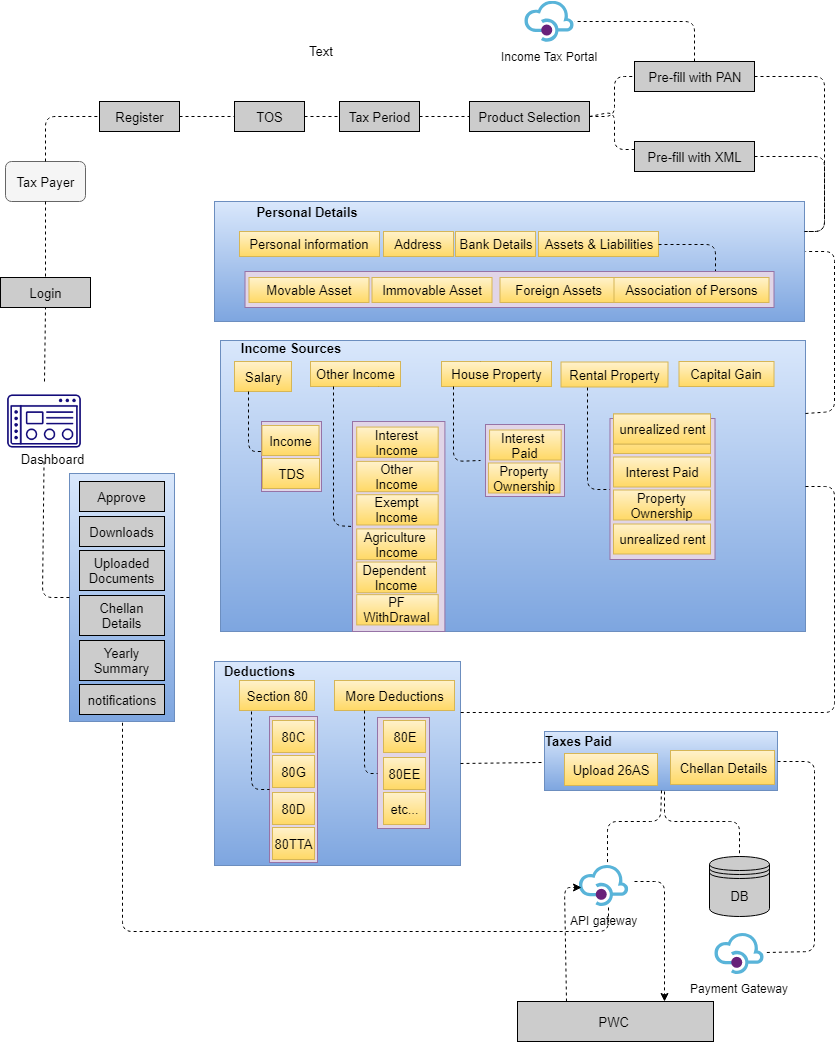 Income Tax Portal
Text
Pre-fill with PAN
Register
TOS
Tax Period
Product Selection
Pre-fill with XML
Tax Payer
Login
Dashboard
Personal Details
Personal information
Address
Bank Details
Assets & Liabilities
Movable Asset
Immovable Asset
Foreign Assets
Association of Persons
Income Sources
Salary
Other Income
House Property
Rental Property
Capital Gain
Income
TDS
Interest
Income
Other
Income
Exempt
Income
Agriculture
Income
Dependent
Income
PF
WithDrawal
Interest
Paid
Property
Ownership
unrealized rent
Interest Paid
Property
Ownership
unrealized rent
Approve
Downloads
Uploaded
Documents
Chellan
Details
Yearly
Summary
notifications
Deductions
Section 80
More Deductions
80C
80G
80D
80TTA
80E
80EE
etc...
Taxes Paid
Upload 26AS
Chellan Details
API gateway
DB
Payment Gateway
PWC